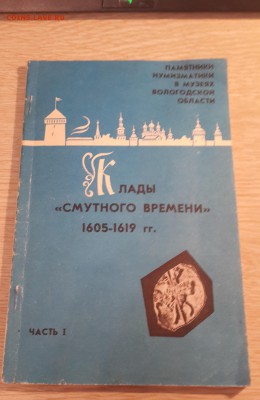 ПАМЯТНИКИ
НУМИЗМАТИКИ
В МУЗЕЯХ
ВОЛОГОДСКОЙ
ОБЛАСТИ
КЛАДЫ
«СМУТНОГО ВРЕМЕНИ»
1605-1619 гг.
ЧАСТЬ I